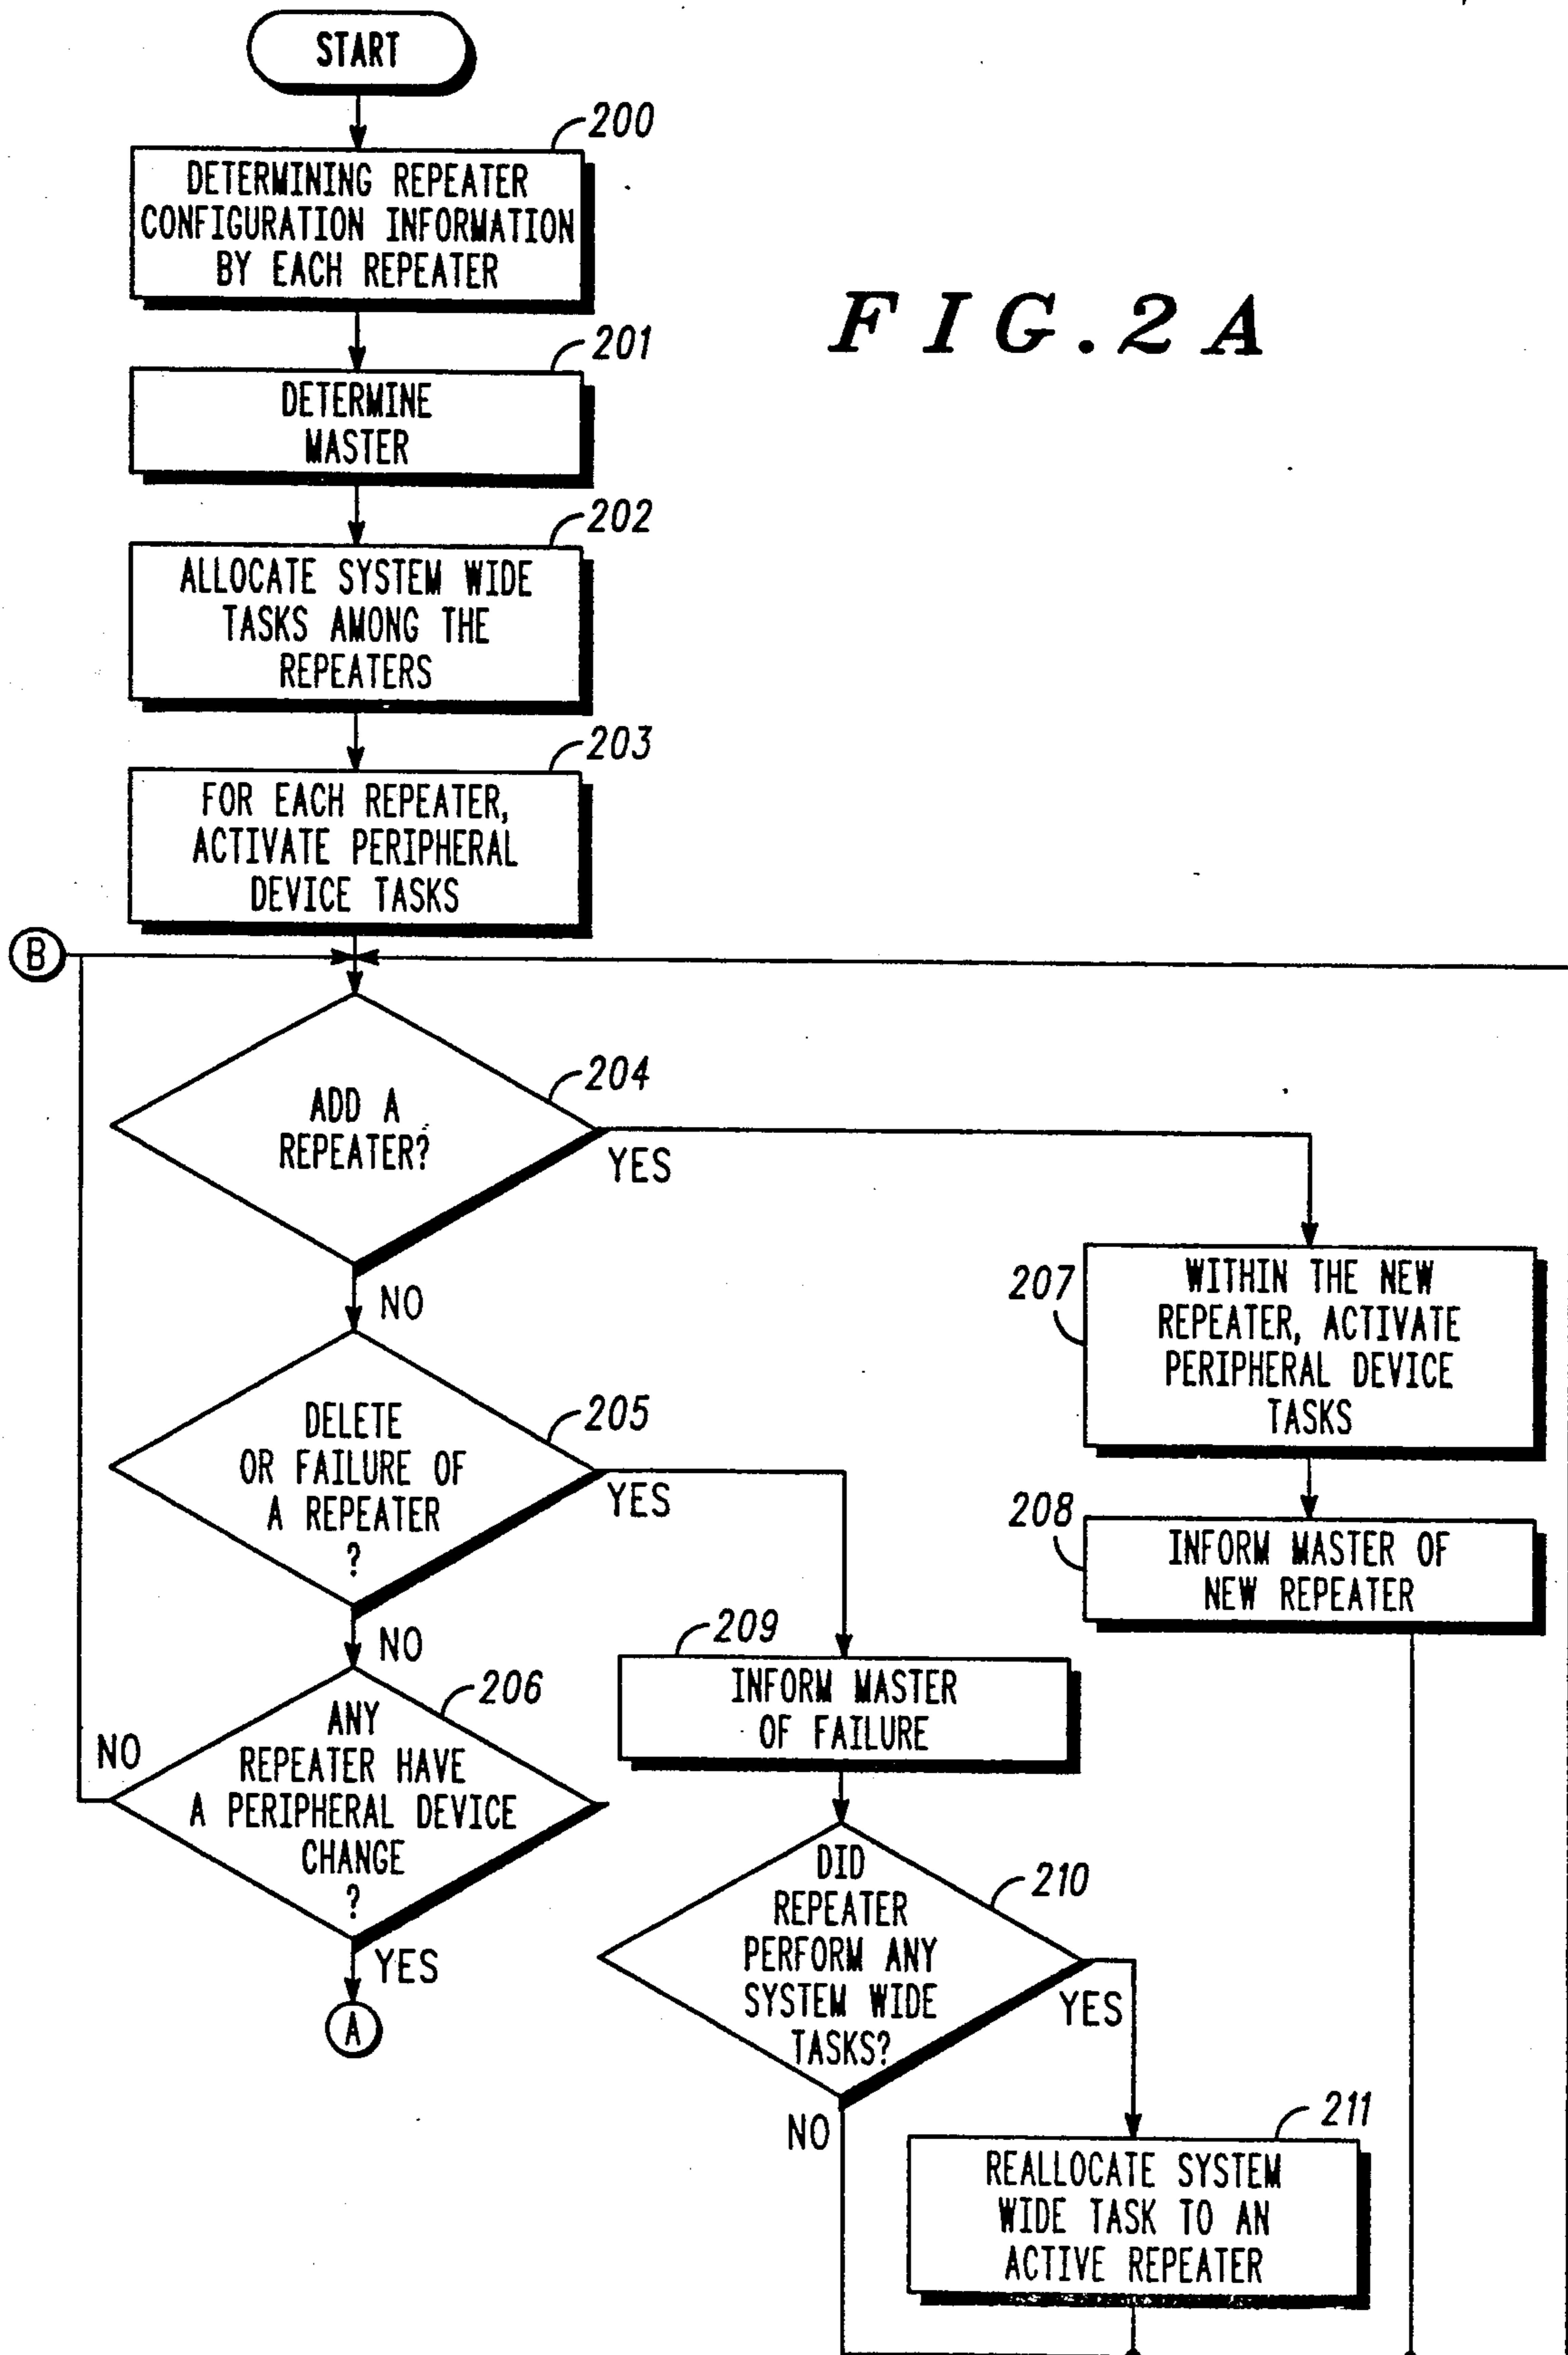 START
200
DETERMINING REPEATER
CONFIGURATION INFORMATION
BY EACH REPEATER
FIG.2A
201
DETERMINE
MASTER
202
ALLOCATE SYSTEM WIDE
TASKS AMONG THE
REPEATERS
203
FOR EACH REPEATER,
ACTIVATE PERIPHERAL
DEVICE TASKS
B
204
ADD A
REPEATER?
YES
NO
207
WITHIN THE NEW
REPEATER, ACTIVATE
PERIPHERAL DEVICE
TASKS
205
DELETE
OR FAILURE OF
A REPEATER
?
YES
NO
208
INFORM MASTER OF
NEW REPEATER
209
INFORM MASTER
OF FAILURE
206
ANY
REPEATER HAVE
A PERIPHERAL DEVICE
CHANGE
?
NO
YES
A
210
DID
REPEATER
PERFORM ANY
SYSTEM WIDE
TASKS?
YES
NO
211
REALLOCATE SYSTEM
WIDE TASK TO AN
ACTIVE REPEATER